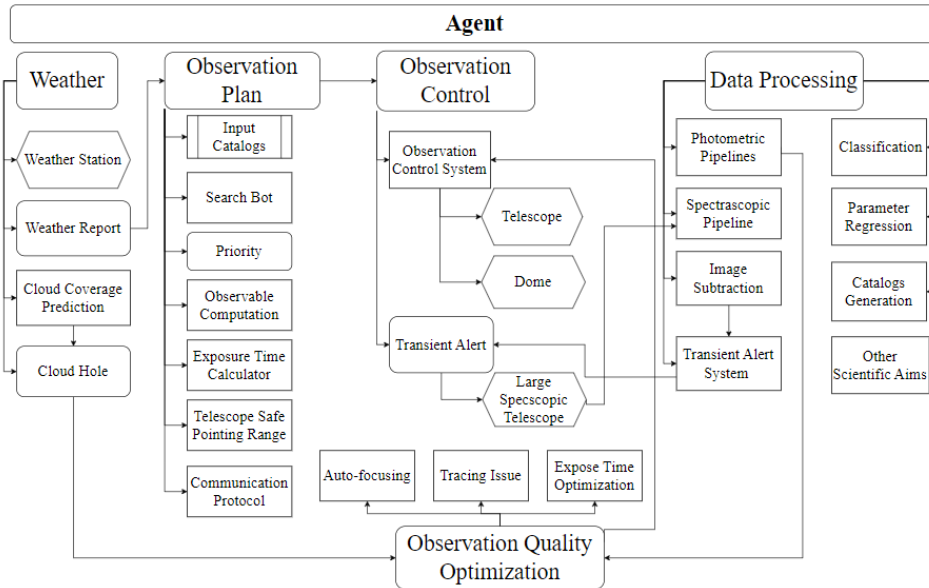 Agent
Weather
Weather Station
Weather Report
Cloud Coverage
Prediction
Cloud Hole
Observation
Plan
Input
Catalogs
Search Bot
Priority
Observable
Computation
Exposure Time
Calculator
Telescope Safe
Pointing Range
Communication
Protocol
Observation
Control
Observation
Control System
Telescope
Dome
Transient Alert
Large
Specscopic
Telescope
Data Processing
Photometric
Pipelines
Spectrascopic
Pipeline
Image
Subtraction
Transient Alert
System
Classification
Parameter
Regression
Catalogs
Generation
Other
Scientific Aims
Auto-focusing
Tracing Issue
Expose Time
Optimization
Observation Quality
Optimization